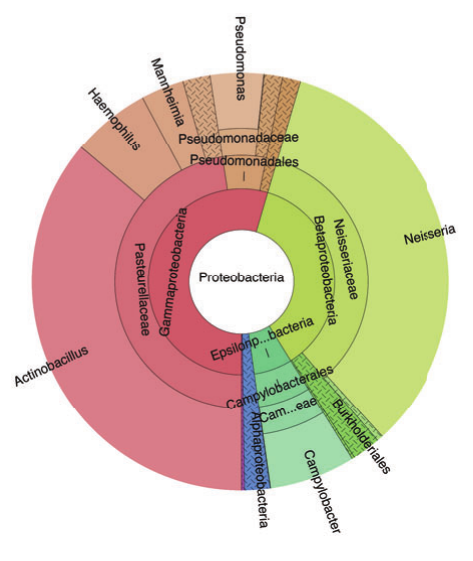 Pseudomonas
Mannheimia
Haemophilus
Pseudomonadaceae
Pseudomonadales
Gammaproteobacteria
Pasteurellaceae
Proteobacteria
Betaproteobacteria
Neisseriaceae
Neisseria
Actinobacillus
Epsilonp...bacteria
Campylobacterales
Cam...eae
Burkholderiales
Alphaproteobacteria
Campylobacter